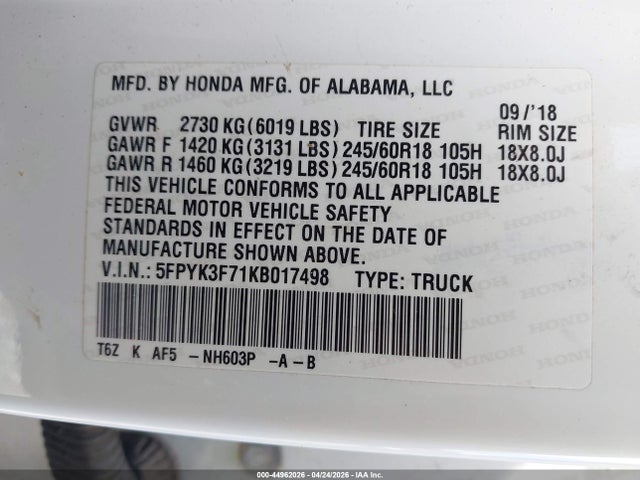 MFD. BY HONDA MFG. OF ALABAMA, LLC
09/'18
GVWR 2730 KG(6019 LBS) TIRE SIZE RIM SIZE
GAWR F 1420 KG(3131 LBS)245/60R18 105H 18X8.0J
GAWR R 1460 KG(3219 LBS)245/60R18 105H 18X8.0J
THIS VEHICLE CONFORMS TO ALL APPLICABLE
FEDERAL MOTOR VEHICLE SAFETY
STANDARDS IN EFFECT ON THE DATE OF
MANUFACTURE SHOWN ABOVE.
V.I.N.: 5FPYK3F71KB017498 TYPE: TRUCK
T6Z K AF5 -NH603P -A-B
000-44962026 - 04/24/2026 - IAAI.COM